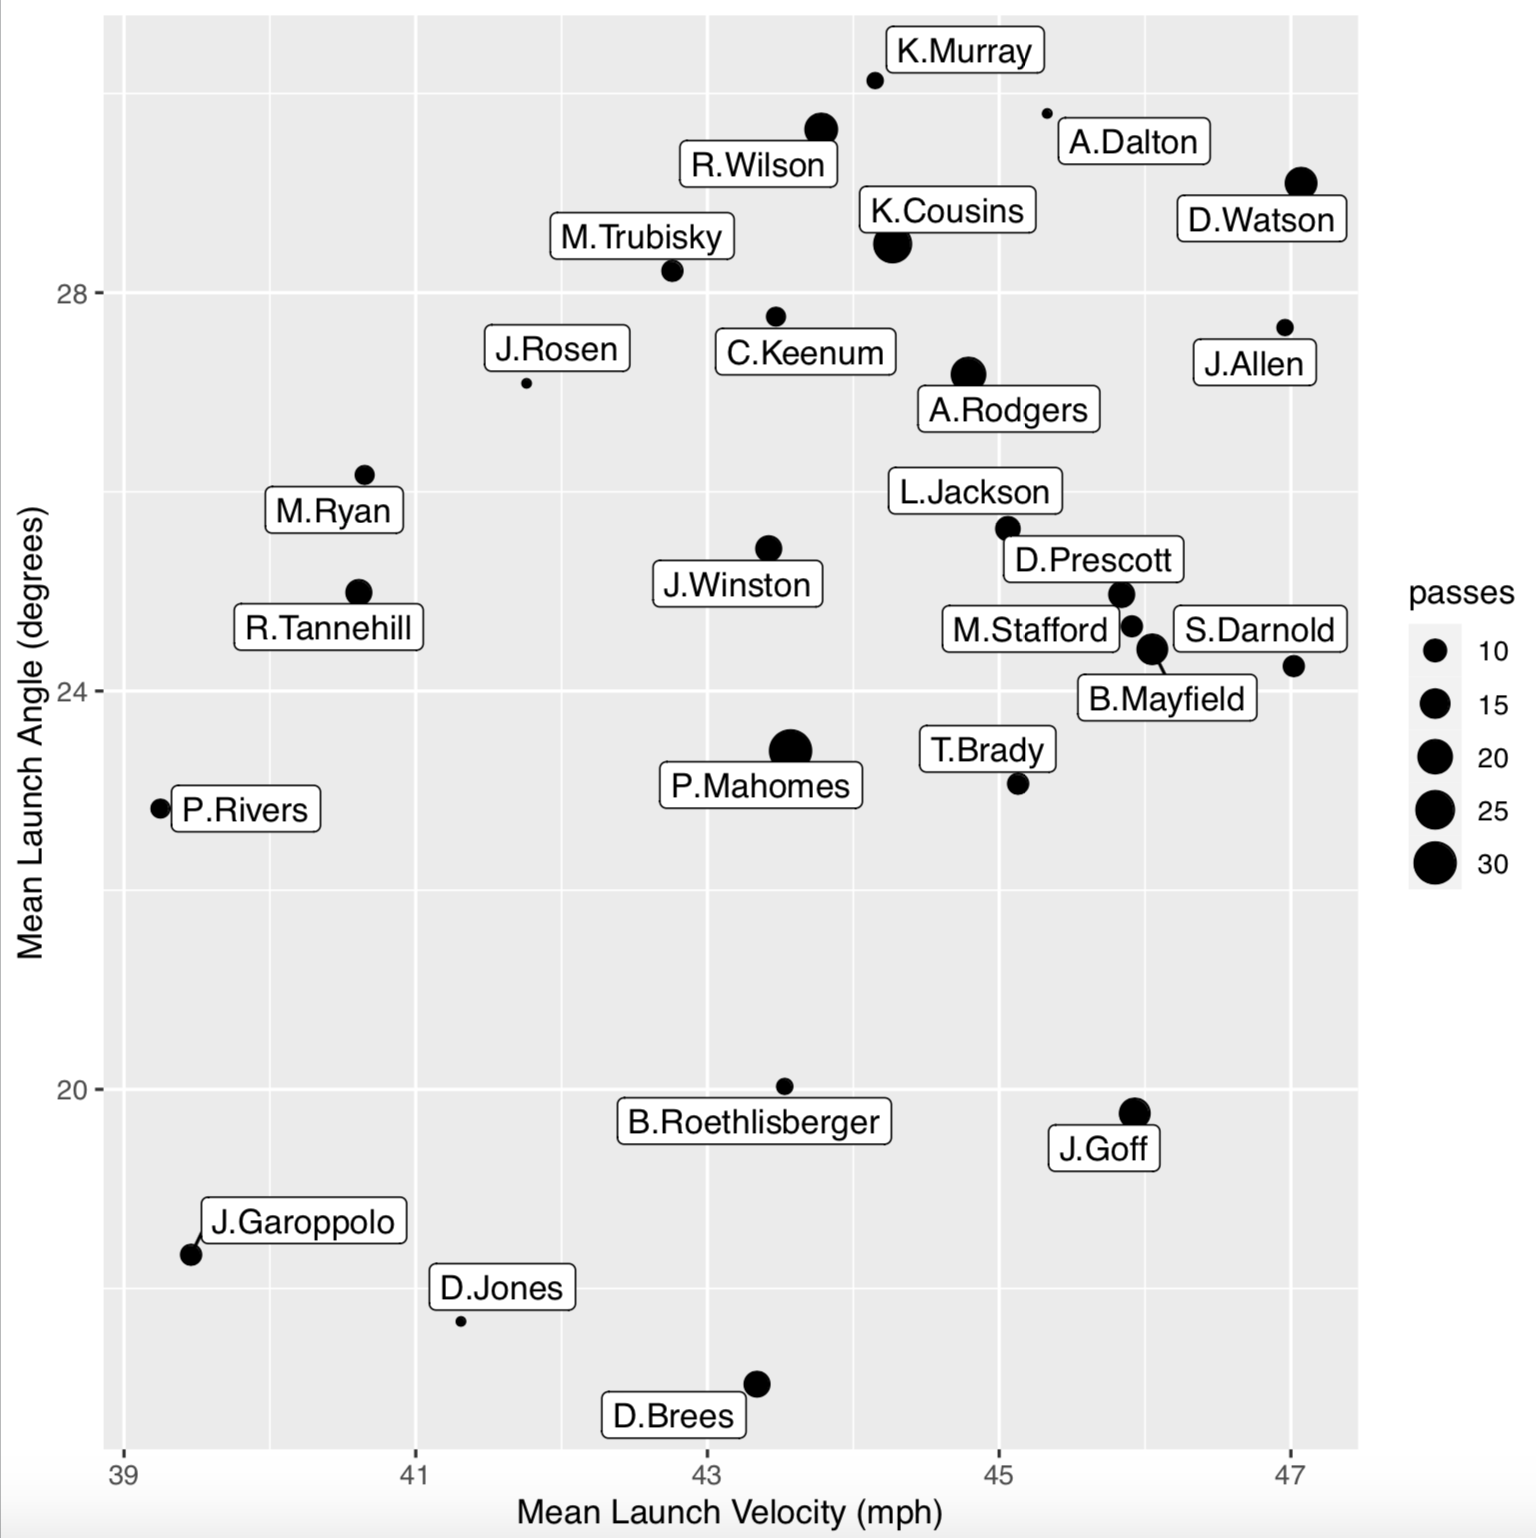 K.Murray
A.Dalton
R.Wilson
K.Cousins
D.Watson
M.Trubisky
28
J.Rosen
C.Keenum
J.Allen
A.Rodgers
L.Jackson
M.Ryan
D.Prescott
J.Winston
R.Tannehill
M.Stafford
S.Darnold
24
B.Mayfield
T.Brady
P.Mahomes
P.Rivers
20
B.Roethlisberger
J.Goff
J.Garoppolo
D.Jones
D.Brees
39 41 43 45 47
Mean Launch Velocity (mph)
Mean Launch Angle (degrees)
passes
10
15
20
25
30